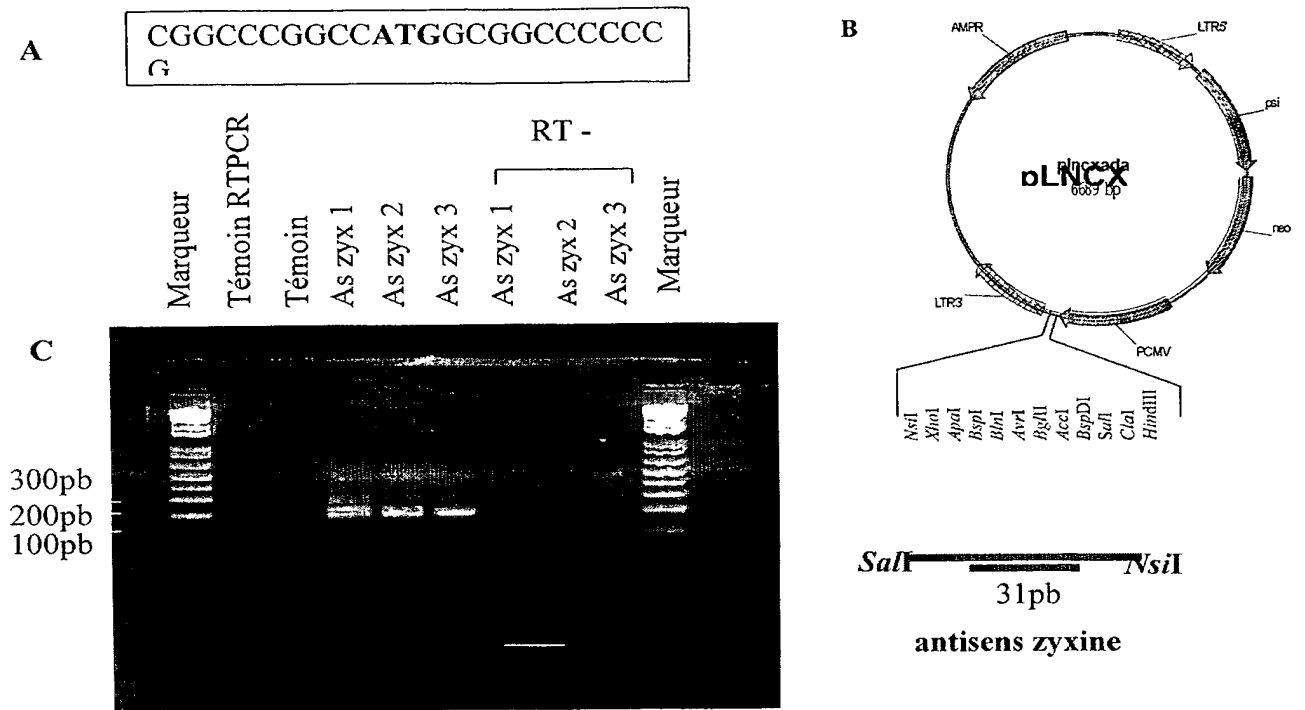 A
CGGCCCGGCCATGGCGGCCCCCC
G
B
AMPR
LTR5'
psi
neo
PCMV
LTR3
pLNCX
plncxada
bp
NsiI
XhoI
ApaI
BspI
BlnI
AvrI
BglII
AccI
BspDI
SalI
ClaI
HindIII
SalI NsiI
31pb
antisens zyxine
RT -
Marqueur
Témoin RTPCR
Témoin
As zyx 1
As zyx 2
As zyx 3
As zyx 1
As zyx 2
As zyx 3
Marqueur
C
300pb
200pb
100pb